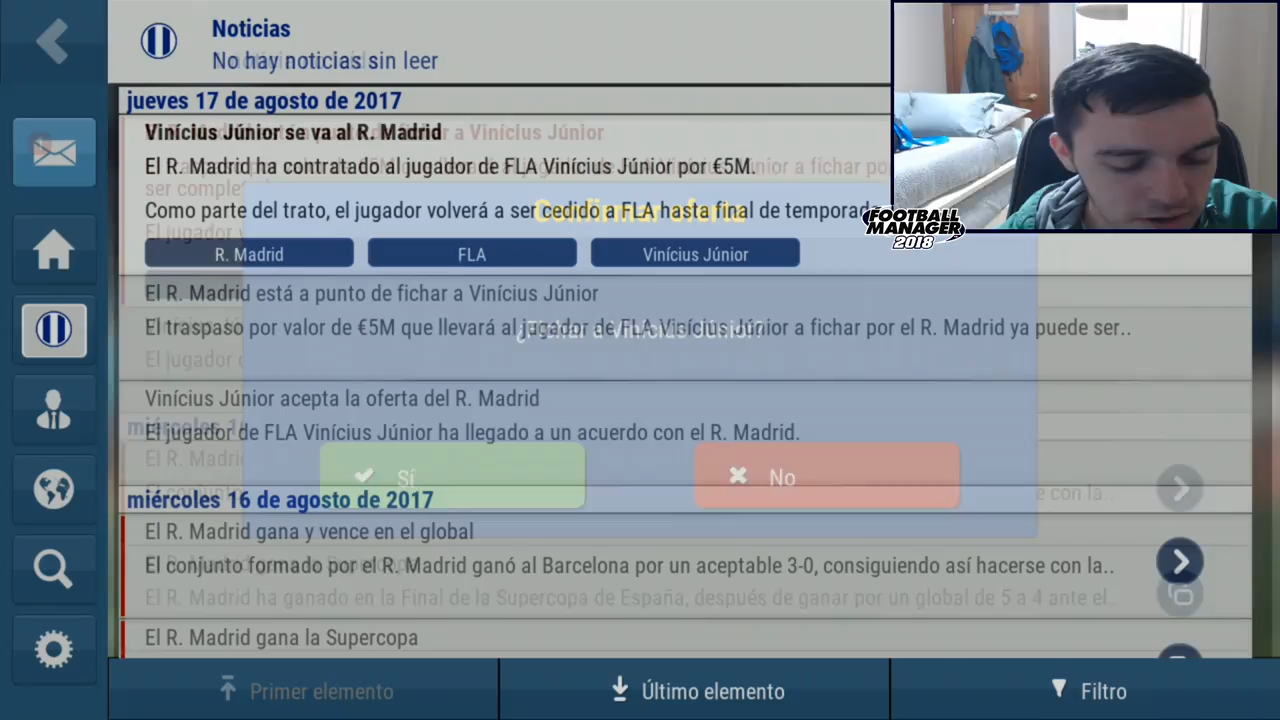 Noticias
No hay noticias sin leer
jueves 17 de agosto de 2017
Vinícius Júnior se va al R. Madrid
El R. Madrid ha contratado al jugador de FLA Vinícius Júnior por €5M.
Como parte del trato, el jugador volverá a ser cedido a FLA hasta final de temporada
Confirmar oferta
R. Madrid
FLA
Vinícius Júnior
El R. Madrid está a punto de fichar a Vinícius Júnior
El traspaso por valor de €5M que llevará al jugador de FLA Vinícius Júnior a fichar por el R. Madrid ya puede ser..
¿Fichar a Vinícius Júnior?
Vinícius Júnior acepta la oferta del R. Madrid
El jugador de FLA Vinícius Júnior ha llegado a un acuerdo con el R. Madrid.
Sí
No
miércoles 16 de agosto de 2017
El R. Madrid gana y vence en el global
El conjunto formado por el R. Madrid ganó al Barcelona por un aceptable 3-0, consiguiendo así hacerse con la..
El R. Madrid ha ganado en la Final de la Supercopa de España, después de ganar por un global de 5 a 4 ante el..
El R. Madrid gana la Supercopa
Primer elemento
Último elemento
Filtro
FOOTBALL
MANAGER
2018